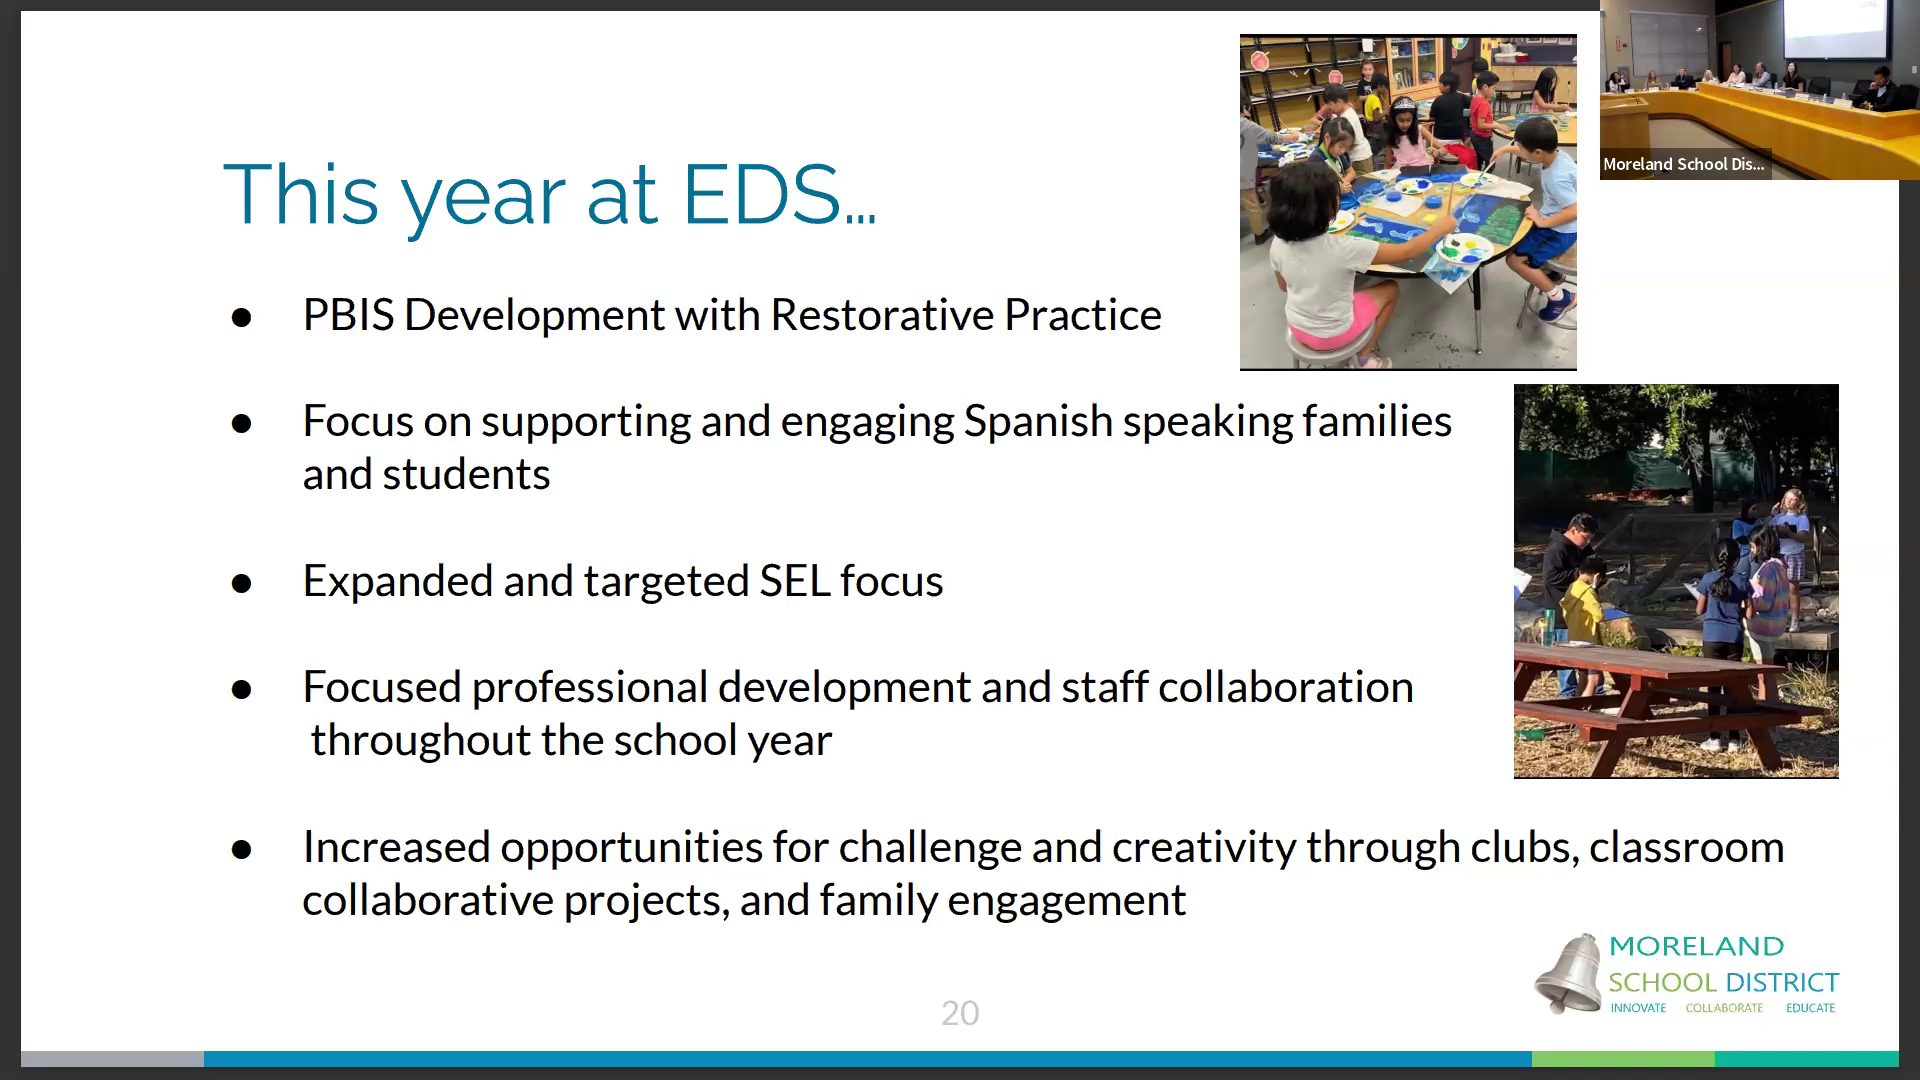 Moreland School Dis...
This year at EDS...
● PBIS Development with Restorative Practice
● Focus on supporting and engaging Spanish speaking families
and students
● Expanded and targeted SEL focus
● Focused professional development and staff collaboration
throughout the school year
● Increased opportunities for challenge and creativity through clubs, classroom
collaborative projects, and family engagement
MORELAND
SCHOOL DISTRICT
INNOVATE COLLABORATE EDUCATE
20